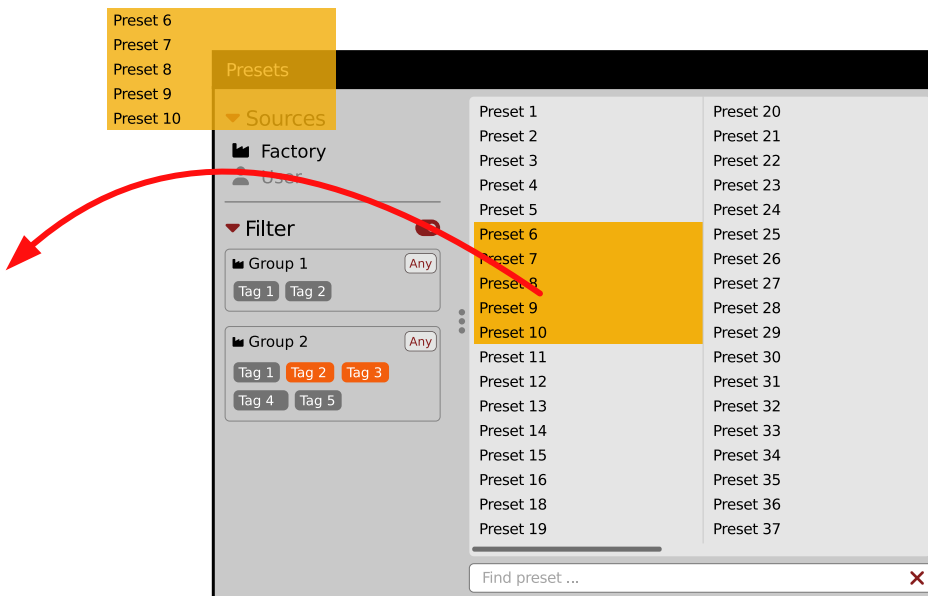 Preset 6
Preset 7
Preset 8
Preset 9
Preset 10
Presets
Sources
Factory
User
Filter
Group 1
Any
Tag 1
Tag 2
Group 2
Any
Tag 1
Tag 2
Tag 3
Tag 4
Tag 5
Preset 1
Preset 2
Preset 3
Preset 4
Preset 5
Preset 6
Preset 7
Preset 8
Preset 9
Preset 10
Preset 11
Preset 12
Preset 13
Preset 14
Preset 15
Preset 16
Preset 18
Preset 19
Preset 20
Preset 21
Preset 22
Preset 23
Preset 24
Preset 25
Preset 26
Preset 27
Preset 28
Preset 29
Preset 30
Preset 31
Preset 32
Preset 33
Preset 34
Preset 35
Preset 36
Preset 37
Find preset ...